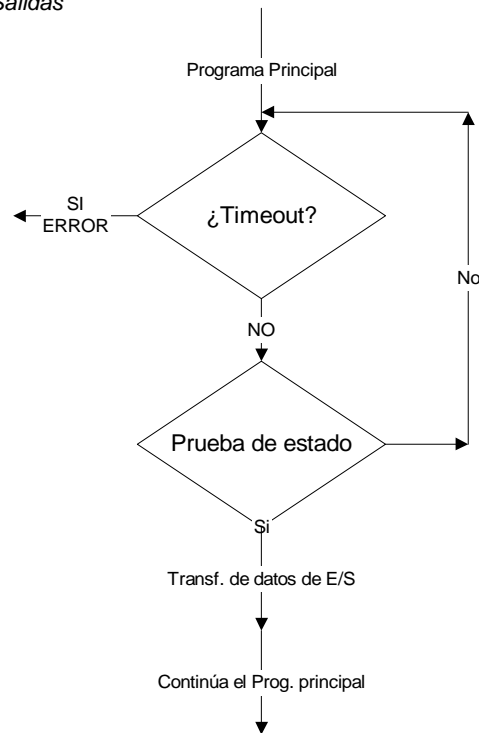 Salidas
Programa Principal
¿Timeout?
SI
ERROR
No
NO
Prueba de estado
Si
Transf. de datos de E/S
Continúa el Prog. principal